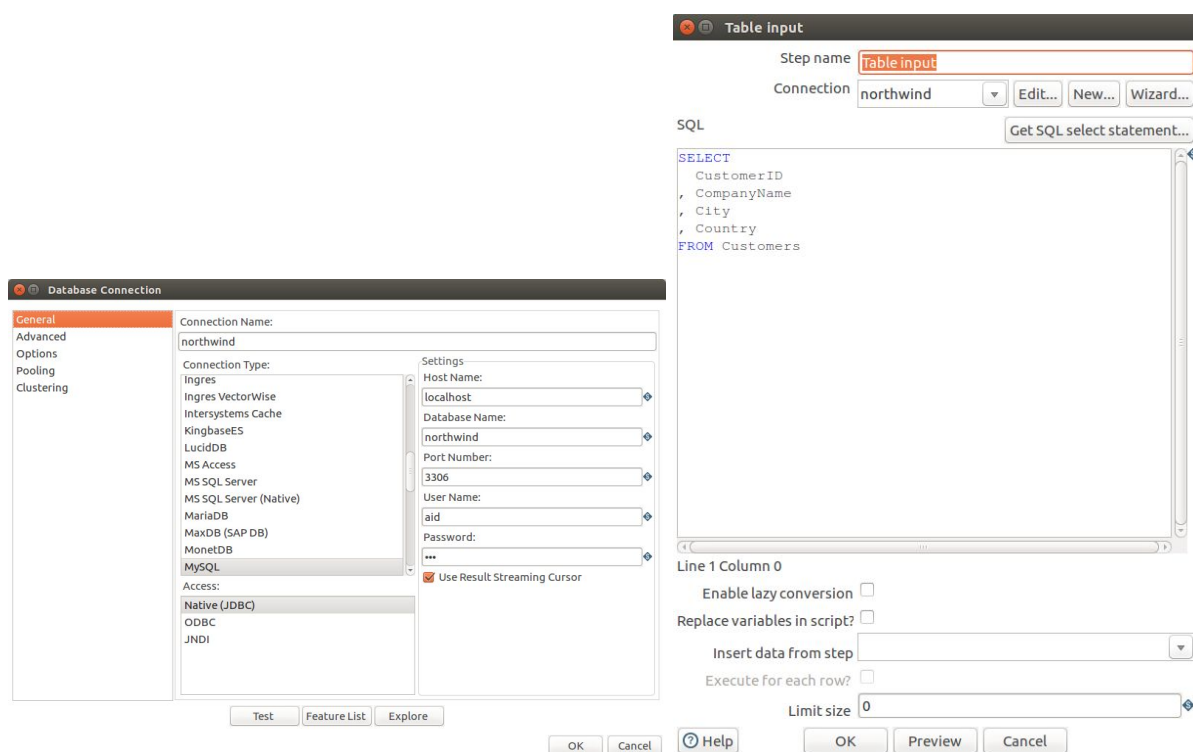 Database Connection
General
Advanced
Options
Pooling
Clustering
Connection Name:
northwind
Connection Type:
Ingres
Ingres VectorWise
Intersystems Cache
KingbaseES
LucidDB
MS Access
MS SQL Server
MS SQL Server (Native)
MariaDB
MaxDB (SAP DB)
MonetDB
MySQL
Access:
Native (JDBC)
ODBC
JNDI
Settings
Host Name:
localhost
Database Name:
northwind
Port Number:
3306
User Name:
aid
Password:
•••
Use Result Streaming Cursor
Test Feature List Explore
OK Cancel
Table input
Step name Table input
Connection northwind Edit... New... Wizard...
SQL Get SQL select statement...
SELECT
CustomerID
, CompanyName
, City
, Country
FROM Customers
Line 1 Column 0
Enable lazy conversion
Replace variables in script?
Insert data from step
Execute for each row?
Limit size 0
Help OK Preview Cancel